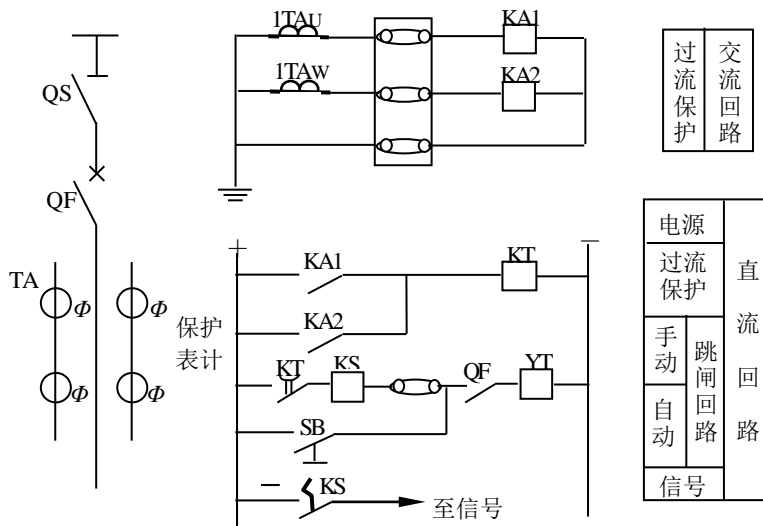 QS
QF
TA
Φ
Φ
Φ
Φ
保护
表计
1TAU
KA1
1TAW
KA2
过流保护
交流回路
+
—
KA1
KT
KA2
KT
KS
QF
YT
SB
—
KS
至信号
电源
过流
保护
手动
自动
跳闸回路
信号
直流回路